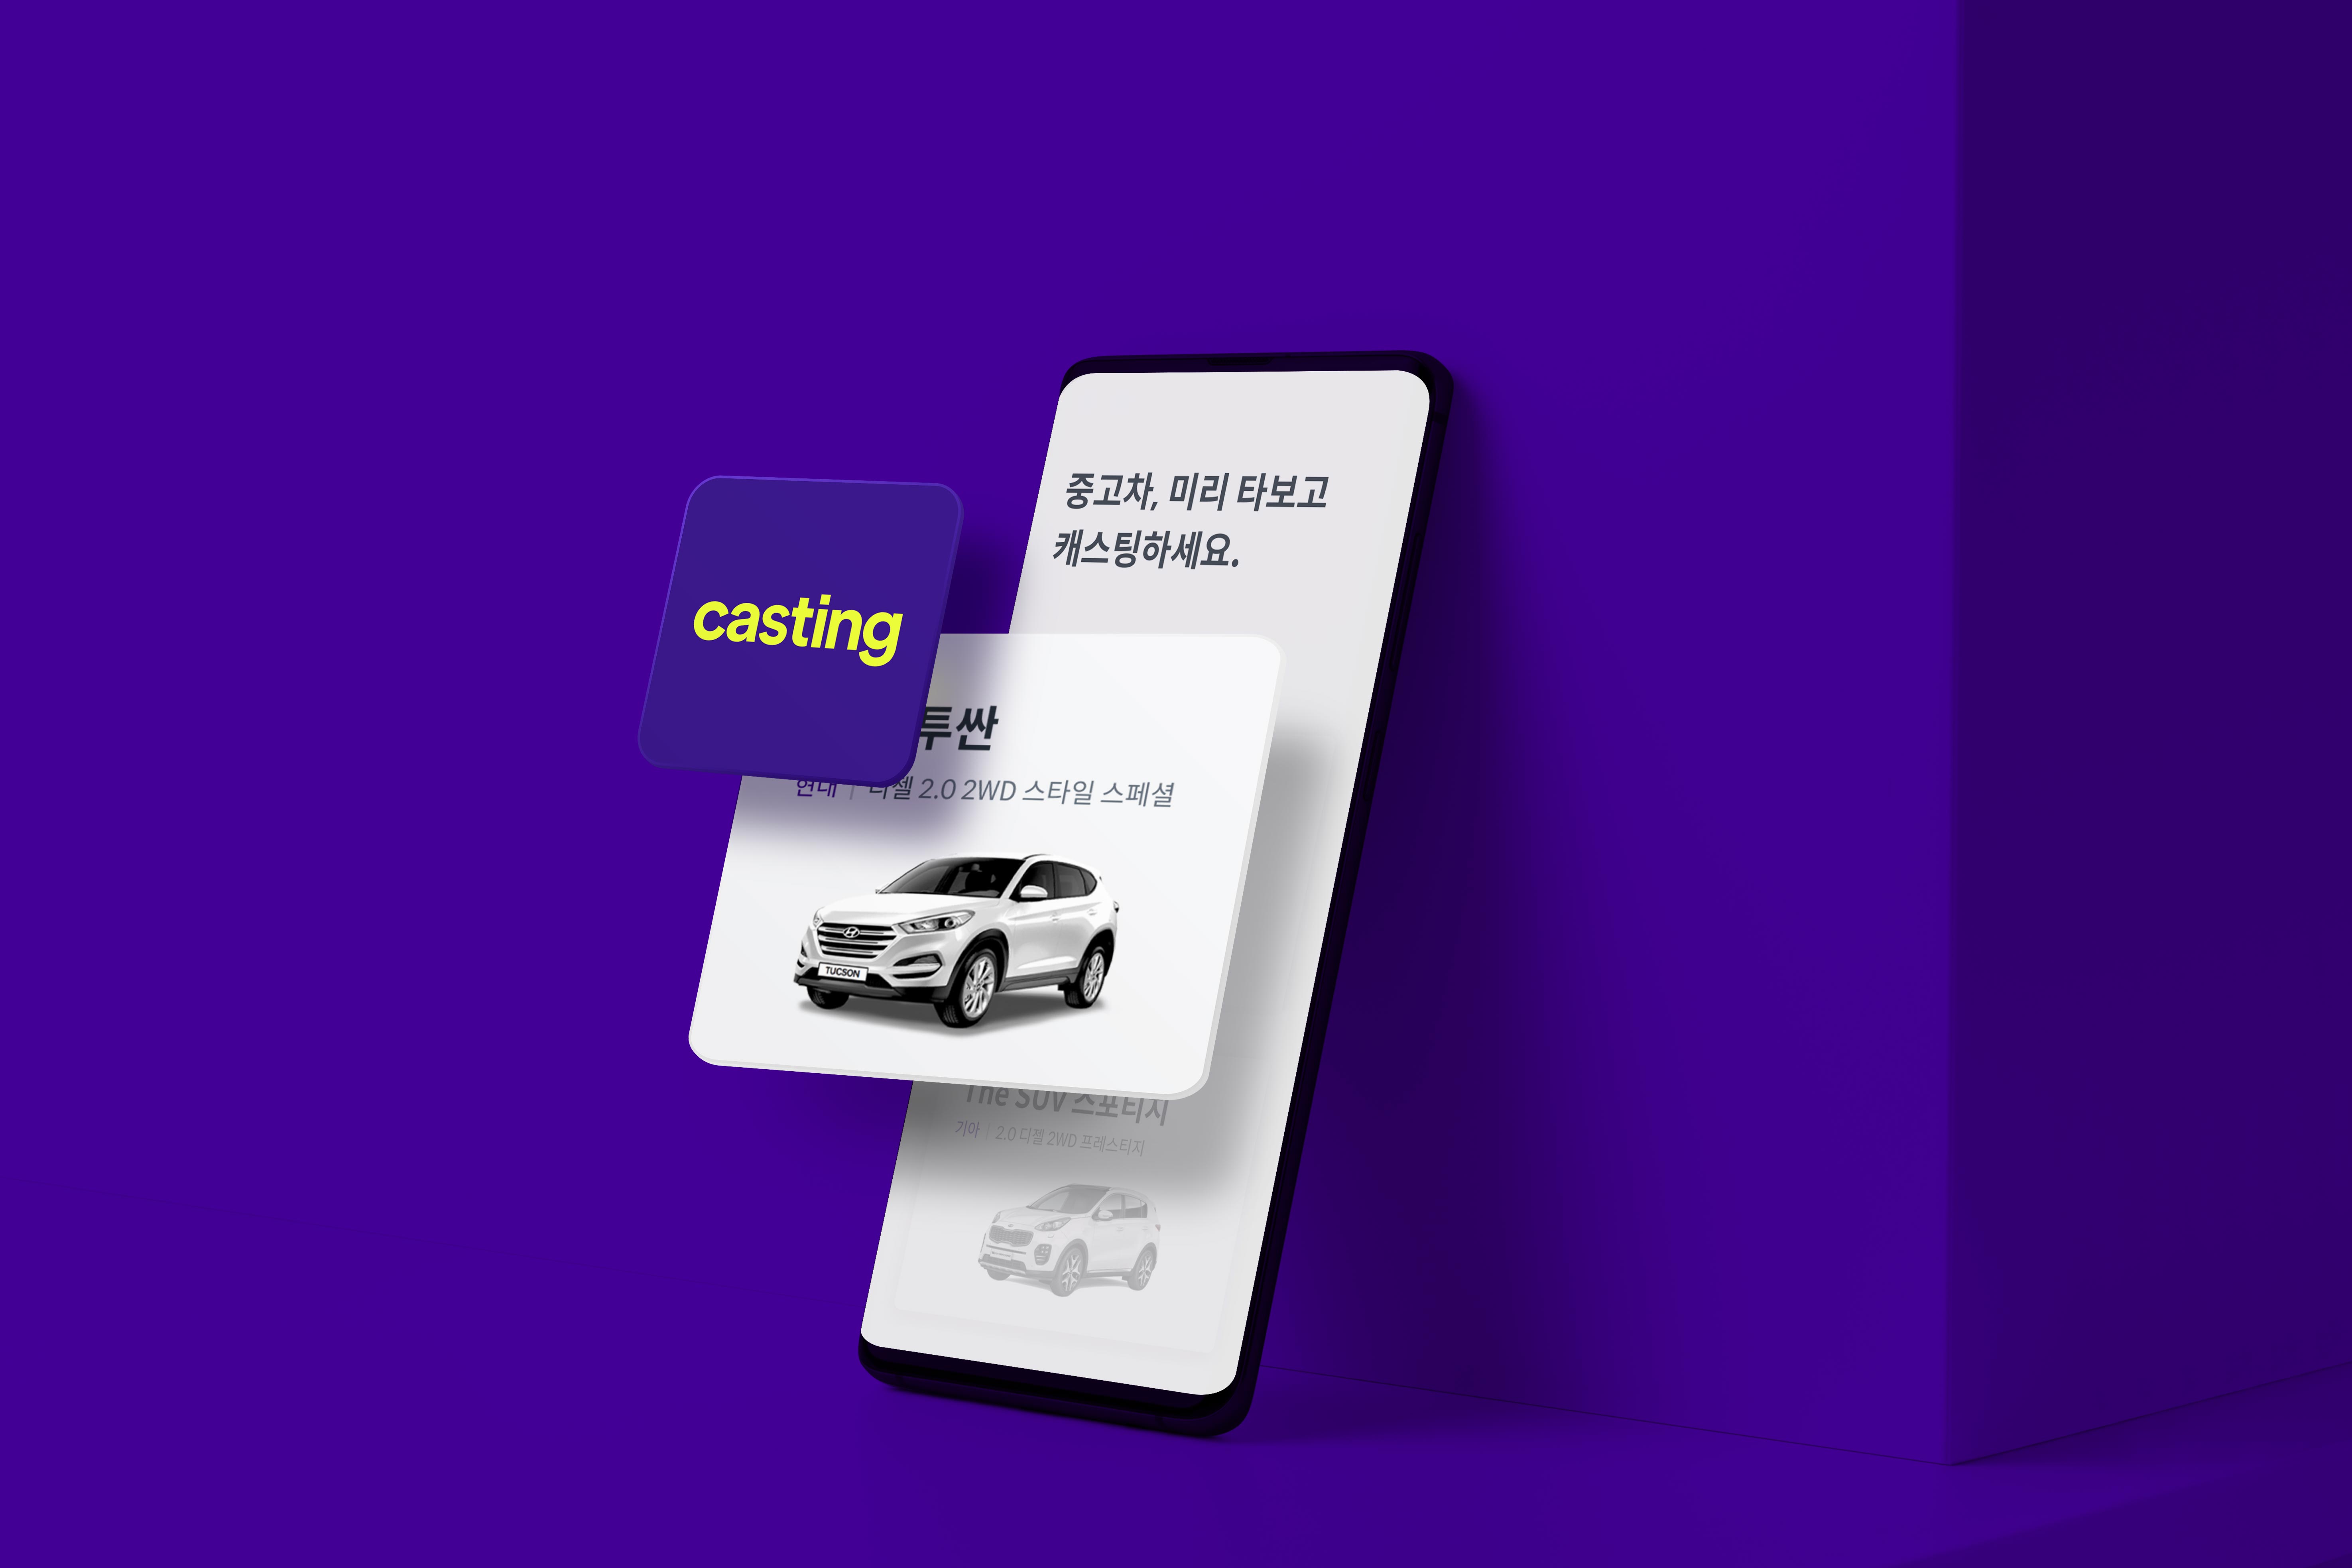 중고차, 미리 타보고
캐스팅하세요.
casting
투싼
현대 | 디젤 2.0 2WD 스타일 스페셜
TUCSON
The SUV 스포티지
기아 | 2.0 디젤 2WD 프레스티지